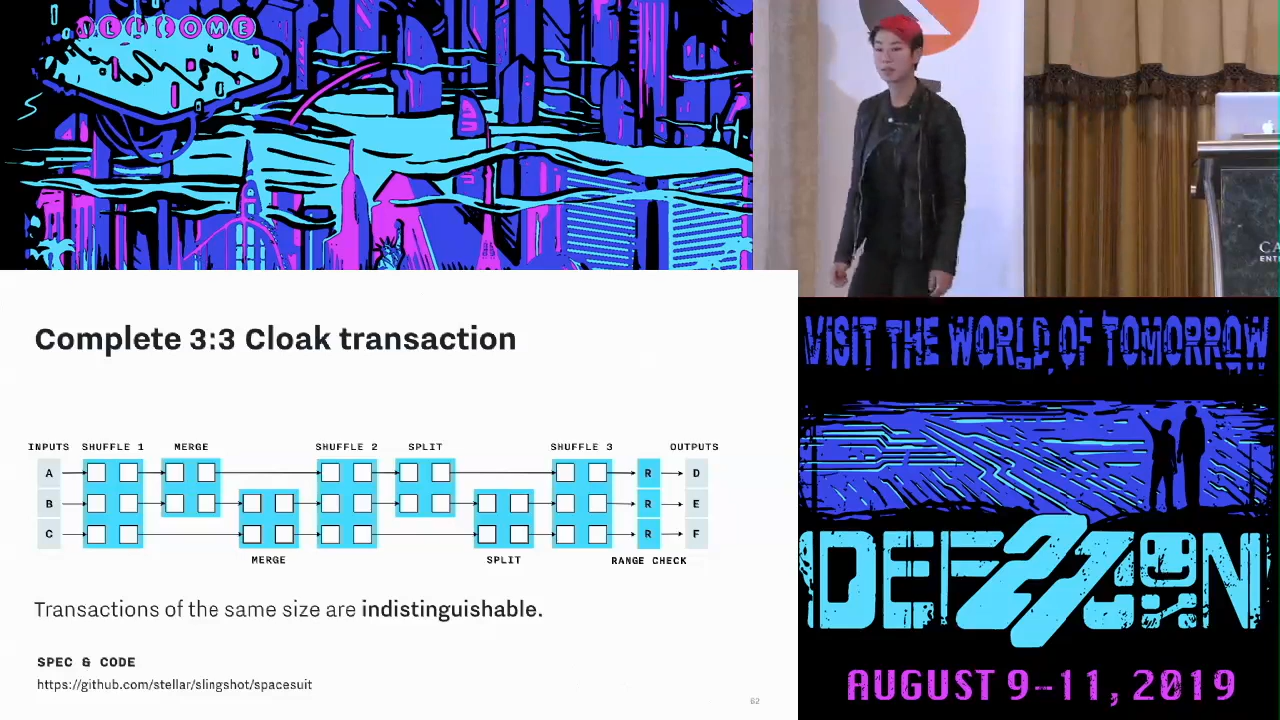 WELCOME
Complete 3:3 Cloak transaction
INPUTS SHUFFLE 1 MERGE SHUFFLE 2 SPLIT SHUFFLE 3 OUTPUTS
A R D
B R E
C R F
MERGE SPLIT RANGE CHECK
Transactions of the same size are indistinguishable.
SPEC & CODE
https://github.com/stellar/slingshot/spacesuit
62
VISIT THE WORLD OF TOMORROW
DEF CON
27
AUGUST 9-11, 2019